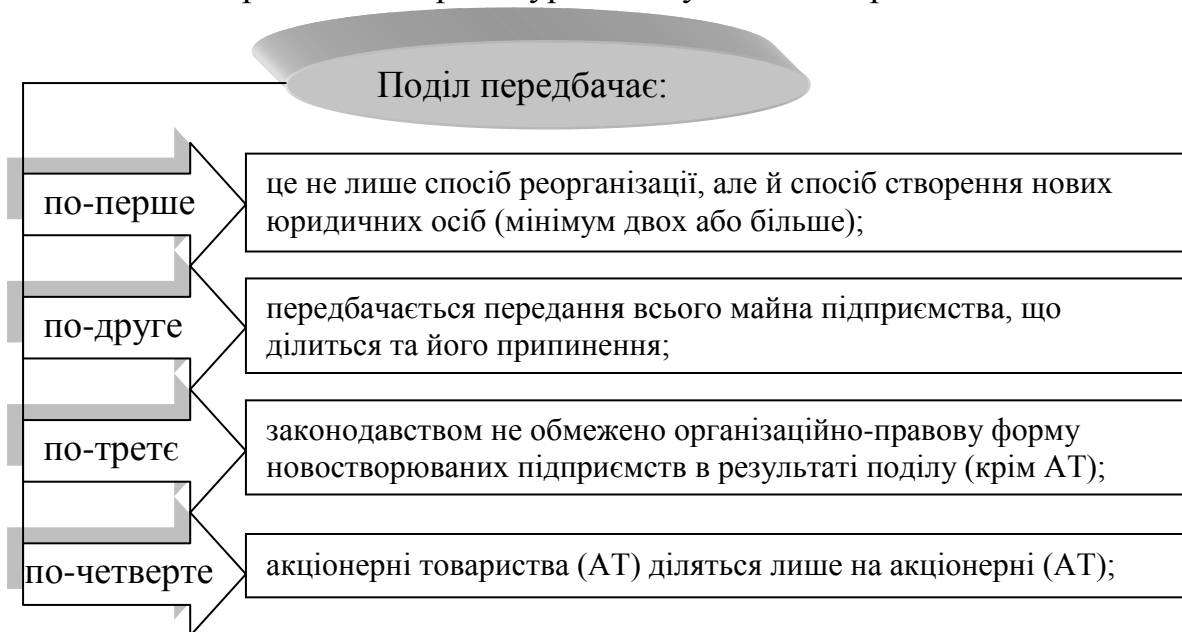 Поділ передбачає:
по-перше
це не лише спосіб реорганізації, але й спосіб створення нових
юридичних осіб (мінімум двох або більше);
по-друге
передбачається передання всього майна підприємства, що
ділиться та його припинення;
по-третє
законодавством не обмежено організаційно-правову форму
новостворюваних підприємств в результаті поділу (крім АТ);
по-четверте
акціонерні товариства (АТ) діляться лише на акціонерні (АТ);